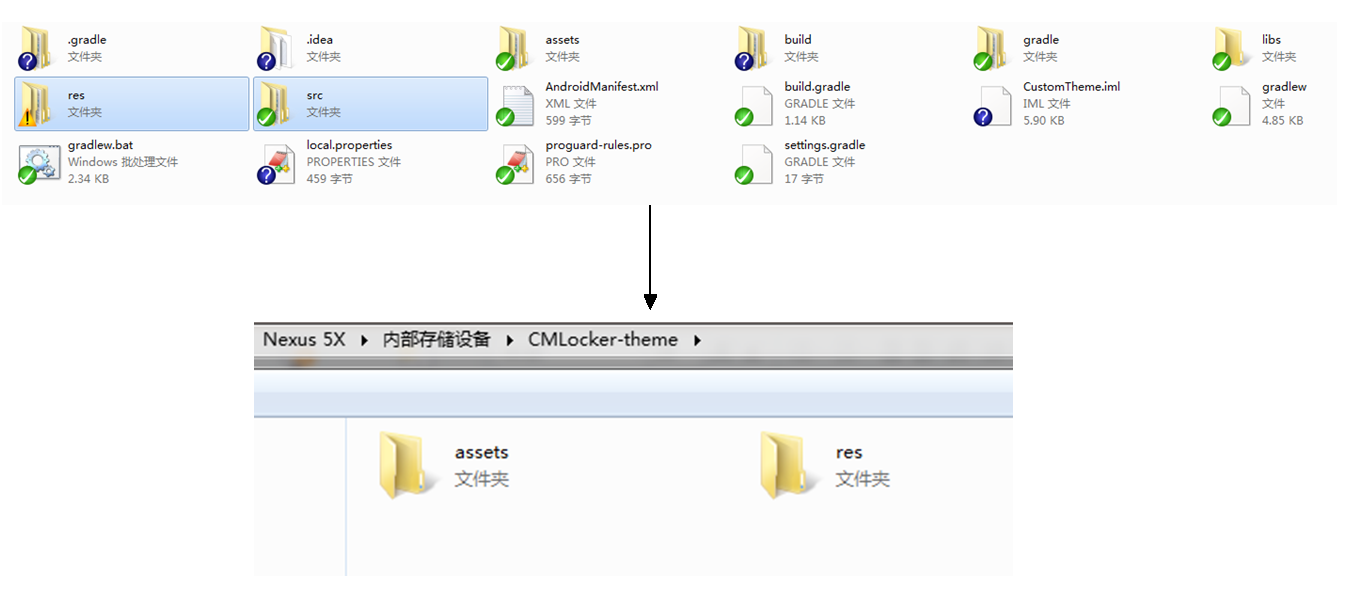 .gradle
文件夹
.idea
文件夹
assets
文件夹
build
文件夹
gradle
文件夹
libs
文件夹
res
文件夹
src
文件夹
AndroidManifest.xml
XML 文件
599 字节
build.gradle
GRADLE 文件
1.14 KB
CustomTheme.iml
IML 文件
5.90 KB
gradlew
文件
4.85 KB
gradlew.bat
Windows 批处理文件
2.34 KB
local.properties
PROPERTIES 文件
459 字节
proguard-rules.pro
PRO 文件
656 字节
settings.gradle
GRADLE 文件
17 字节
Nexus 5X 内部存储设备 CMLocker-theme
assets
文件夹
res
文件夹